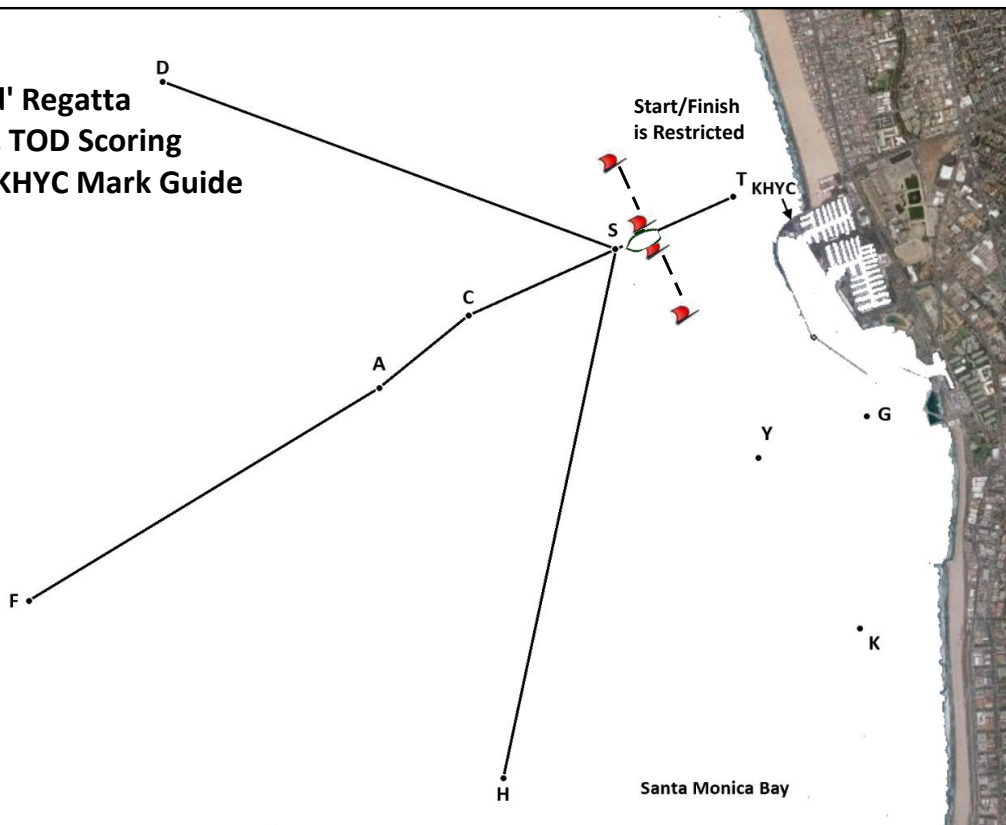 D
d' Regatta
TOD Scoring
KHYC Mark Guide
Start/Finish
is Restricted
T
KHYC
S
C
A
G
Y
F
K
H
Santa Monica Bay